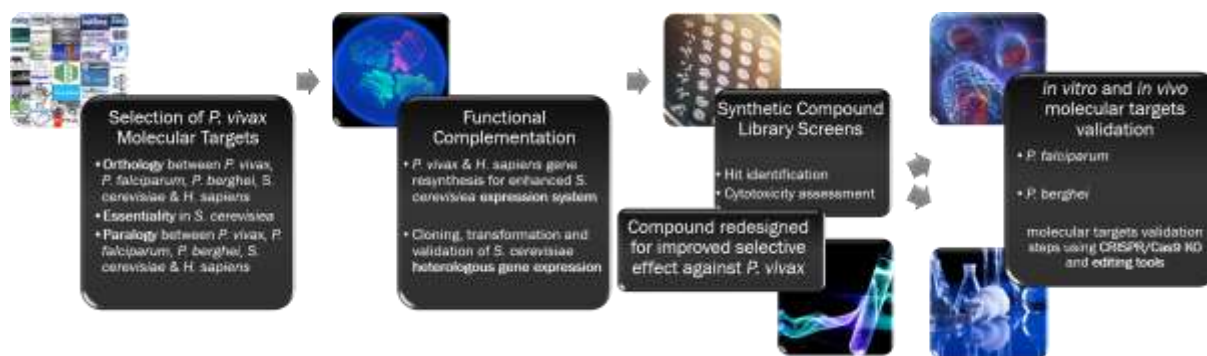 Selection of P. vivax
Molecular Targets
• Orthology between P. vivax,
P. falciparum, P. berghei, S.
cerevisiae & H. sapiens
• Essentiality in S. cerevisiea
• Paralogy between P. vivax, P.
falciparum, P. berghei, S.
cerevisiae & H. sapiens
Functional
Complementation
• P. vivax & H. sapiens gene
resynthesis for enhanced S.
cerevisiea expression system
• Cloning, transformation and
validation of S. cerevisiae
heterologous gene expression
Synthetic Compound
Library Screens
• Hit identification
• Cytotoxicity assessment
Compound redesigned
for improved selective
effect against P. vivax
In vitro and in vivo
molecular targets
validation
• P. falciparum
• P. berghei
molecular targets validation
steps using CRISPR/Cas9 KO
and editing tools